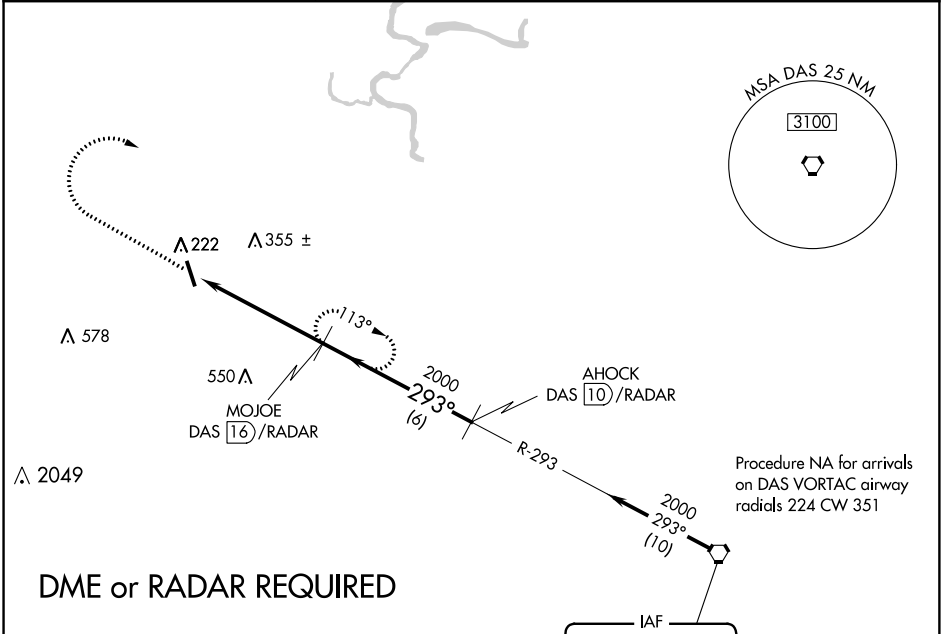 MSA DAS 25 NM
3100
222
355 ±
113°
578
550
2000
293°
(6)
AHOCK
DAS 10/RADAR
MOJOE
DAS 16/RADAR
R-293
2049
Procedure NA for arrivals
on DAS VORTAC airway
radials 224 CW 351
2000
293°
(10)
DME or RADAR REQUIRED
IAF